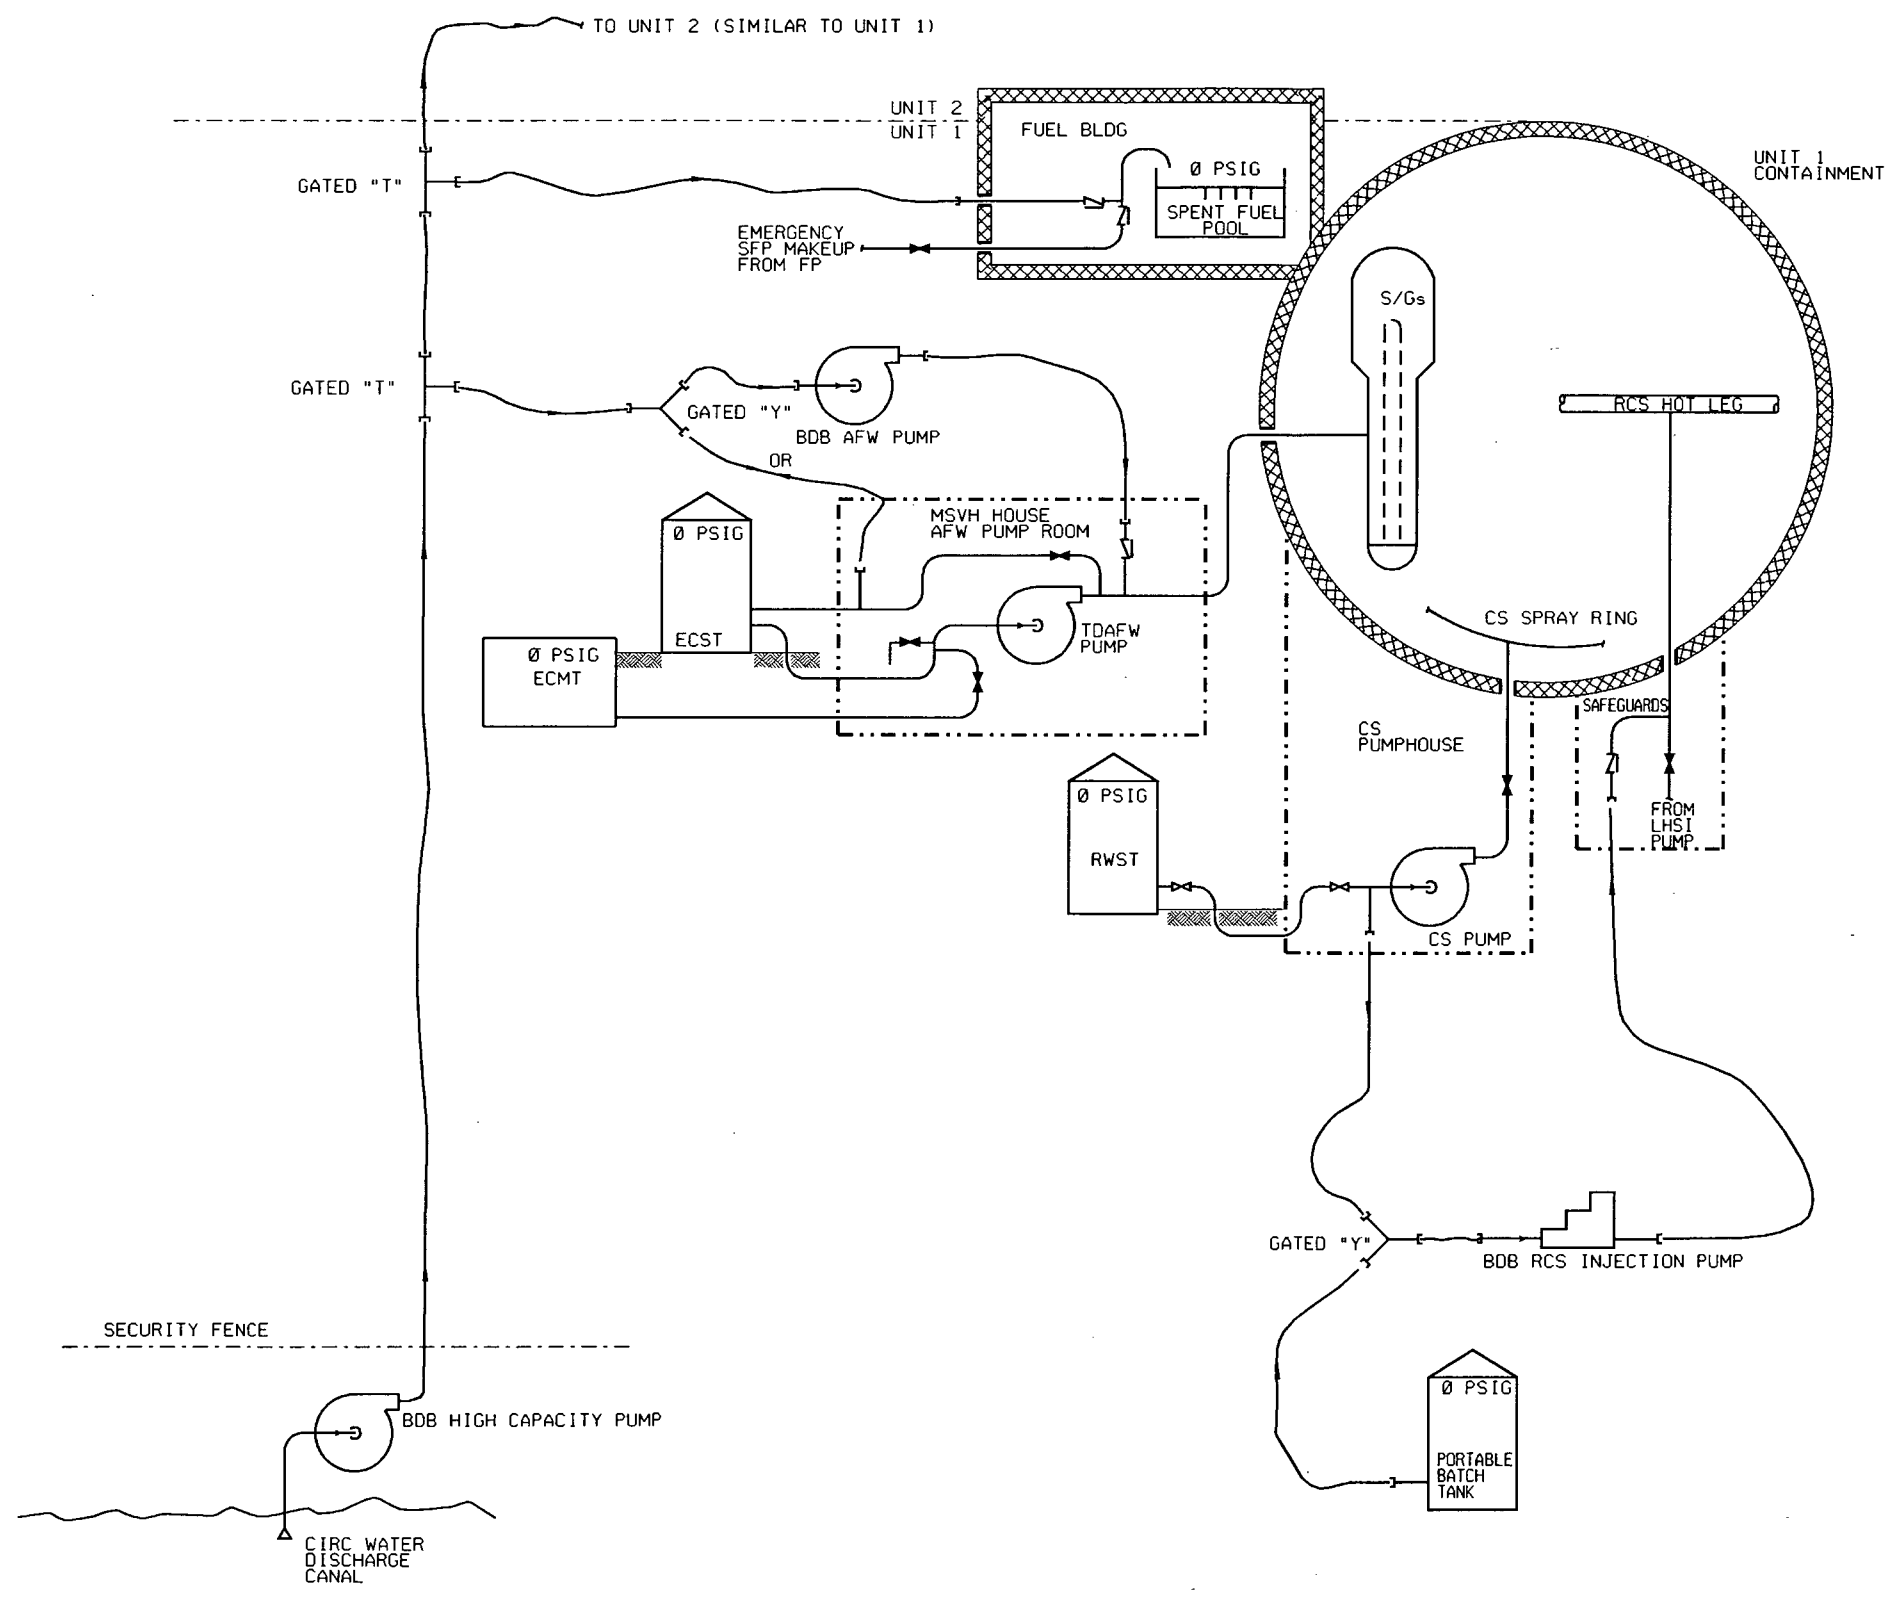 TO UNIT 2 (SIMILAR TO UNIT 1)
UNIT 2
UNIT 1
FUEL BLDG
UNIT 1
CONTAINMENT
GATED "T"
Ø PSIG
SPENT FUEL
POOL
EMERGENCY
SFP MAKEUP
FROM FP
S/Gs
GATED "T"
GATED "Y"
BDB AFW PUMP
RCS HOT LEG
OR
MSVH HOUSE
AFW PUMP ROOM
Ø PSIG
ECST
TDAFW
PUMP
CS SPRAY RING
Ø PSIG
ECMT
SAFEGUARDS
CS
PUMPHOUSE
Ø PSIG
RWST
FROM
LHSI
PUMP
CS PUMP
GATED "Y"
BDB RCS INJECTION PUMP
SECURITY FENCE
Ø PSIG
PORTABLE
BATCH
TANK
BDB HIGH CAPACITY PUMP
CIRC WATER
DISCHARGE
CANAL